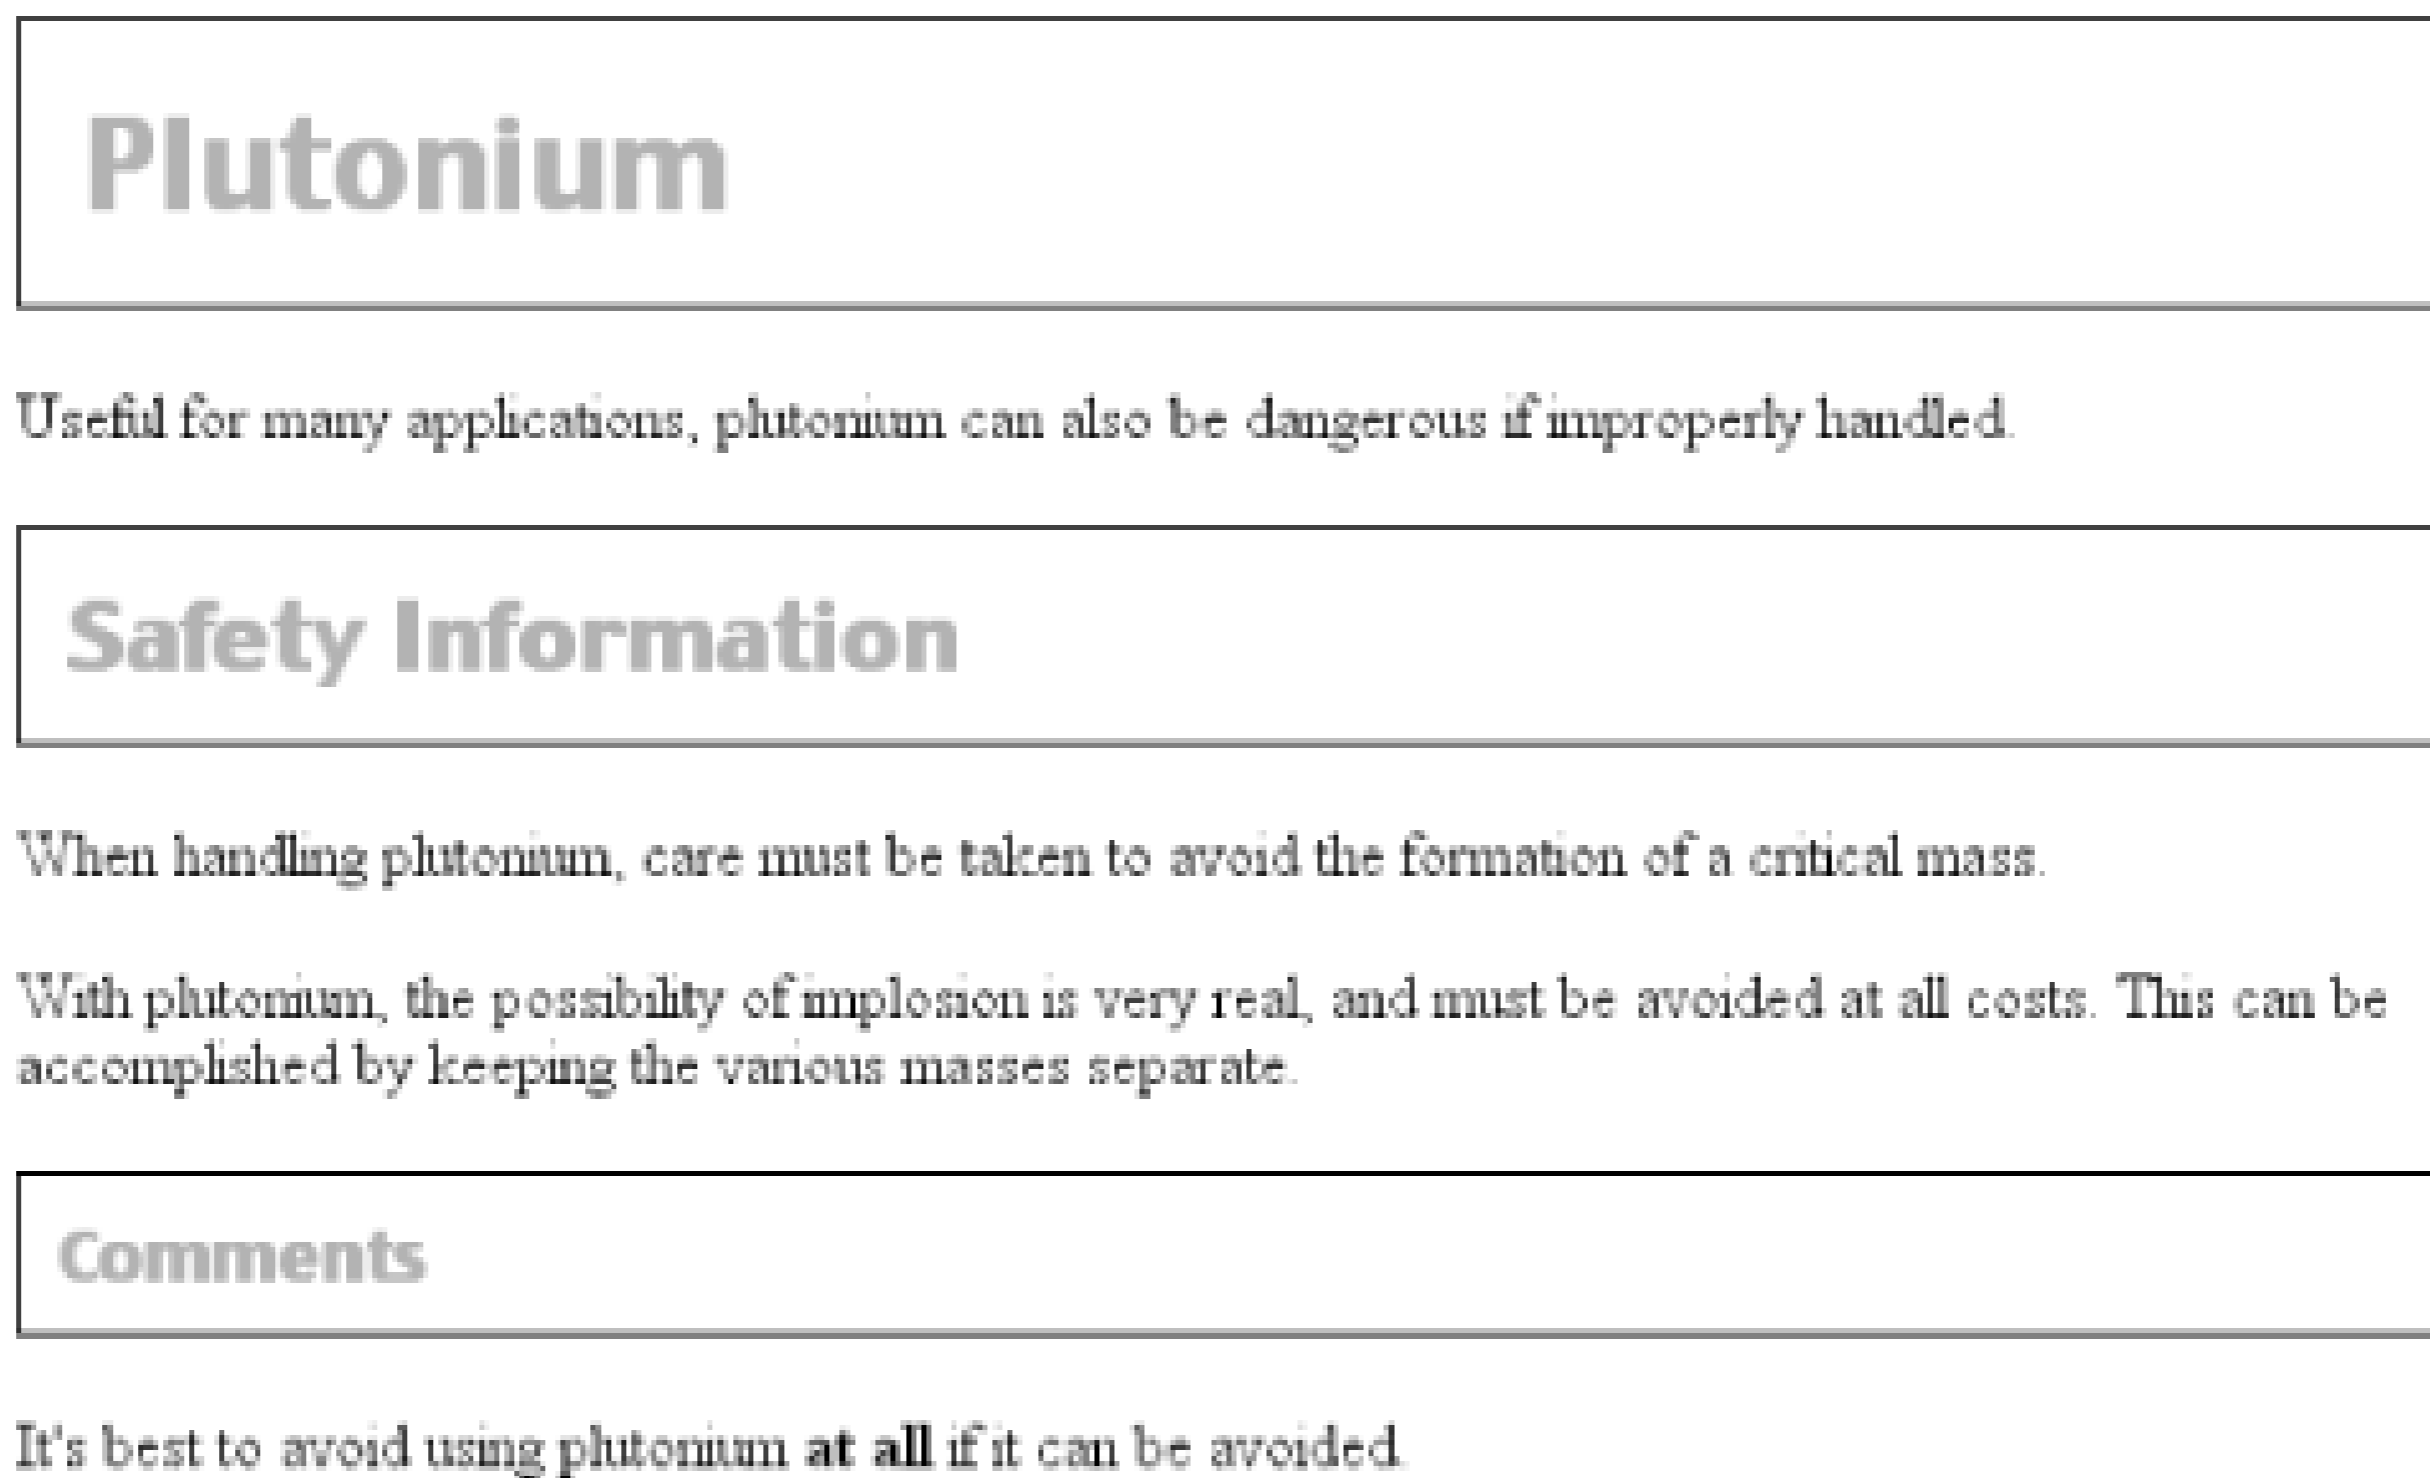 Plutonium
Useful for many applications, plutonium can also be dangerous if improperly handled.
Safety Information
When handling plutonium, care must be taken to avoid the formation of a critical mass.
With plutonium, the possibility of implosion is very real, and must be avoided at all costs. This can be
accomplished by keeping the various masses separate.
Comments
It's best to avoid using plutonium at all if it can be avoided.